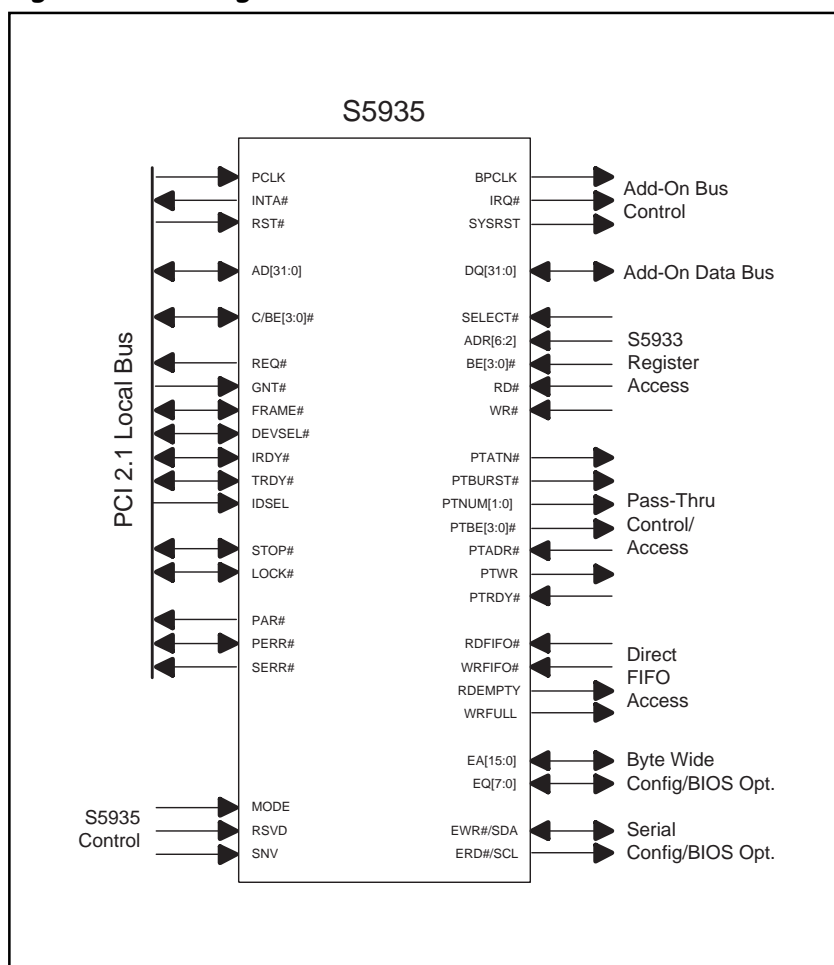 S5935
PCI 2.1 Local Bus
PCLK
INTA#
RST#
AD[31:0]
C/BE[3:0]#
REQ#
GNT#
FRAME#
DEVSEL#
IRDY#
TRDY#
IDSEL
STOP#
LOCK#
PAR#
PERR#
SERR#
S5935
Control
MODE
RSVD
SNV
BPCLK
IRQ#
SYSRST
Add-On Bus
Control
DQ[31:0]
Add-On Data Bus
SELECT#
ADR[6:2]
BE[3:0]#
RD#
WR#
S5933
Register
Access
PTATN#
PTBURST#
PTNUM[1:0]
PTBE[3:0]#
PTADR#
PTWR
PTRDY#
Pass-Thru
Control/
Access
RDFIFO#
WRFIFO#
RDEMPTY
WRFULL
Direct
FIFO
Access
EA[15:0]
EQ[7:0]
Byte Wide
Config/BIOS Opt.
EWR#/SDA
ERD#/SCL
Serial
Config/BIOS Opt.